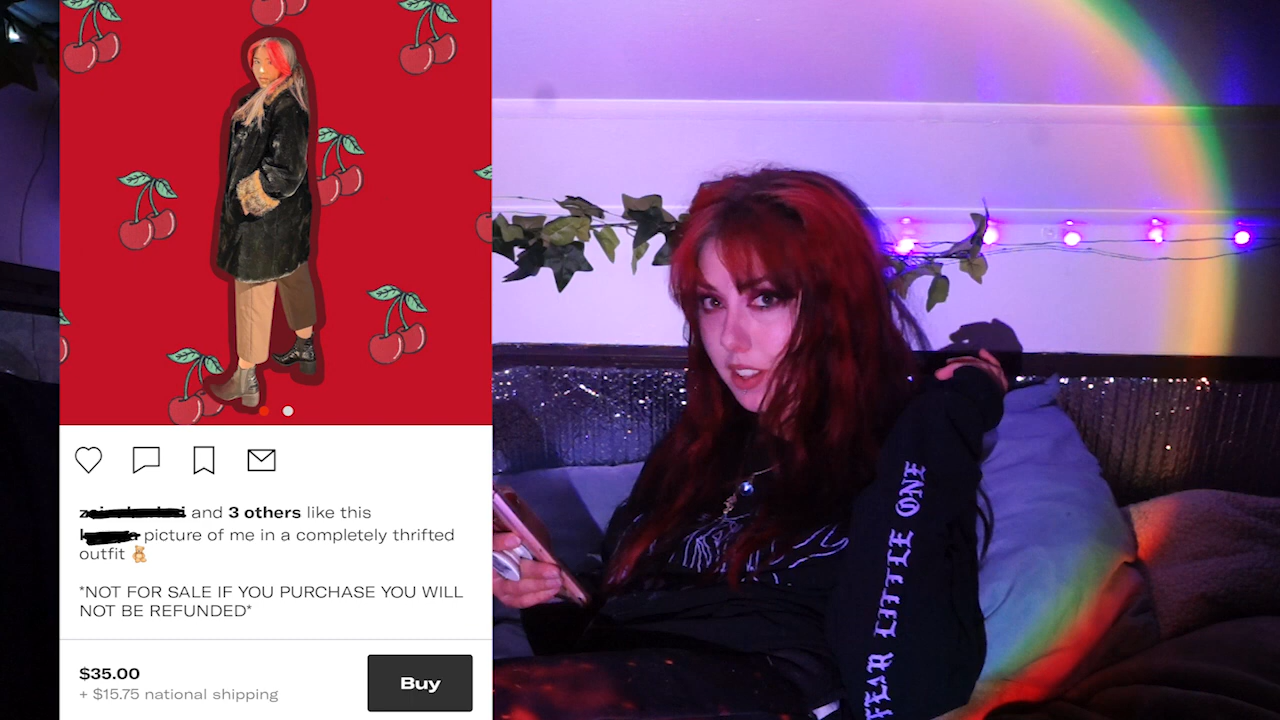 and 3 others like this
picture of me in a completely thrifted
outfit 🧸
*NOT FOR SALE IF YOU PURCHASE YOU WILL
NOT BE REFUNDED*
$35.00
+ $15.75 national shipping
Buy
FEAR LITTLE ONE